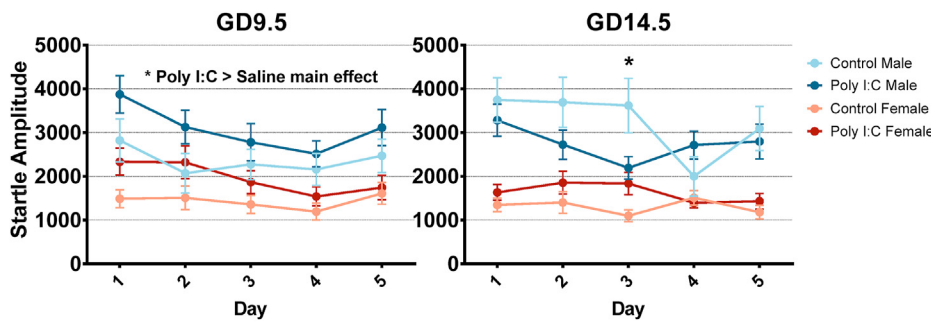 GD9.5
GD14.5
Startle Amplitude
5000
4000
3000
2000
1000
0
* Poly I:C > Saline main effect
1
2
3
4
5
Day
5000
4000
3000
2000
1000
0
*
1
2
3
4
5
Day
Control Male
Poly I:C Male
Control Female
Poly I:C Female